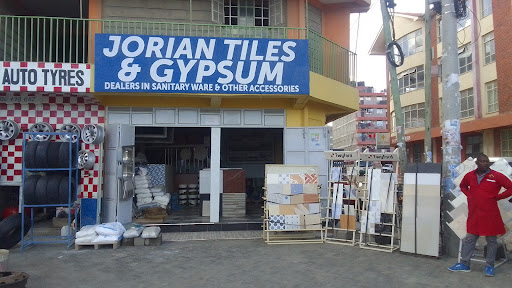 JORIAN TILES
& GYPSUM
DEALERS IN SANITARY WARE & OTHER ACCESSORIES
AUTO TYRES